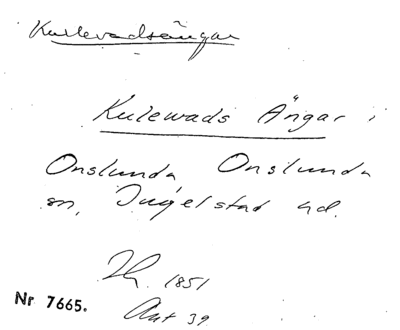 Kullevadsängar
Kulewads Ängar i
Onslunda Onslunda
sn, Ingelstad hd.
1851
Nr 7665.
Akt 39